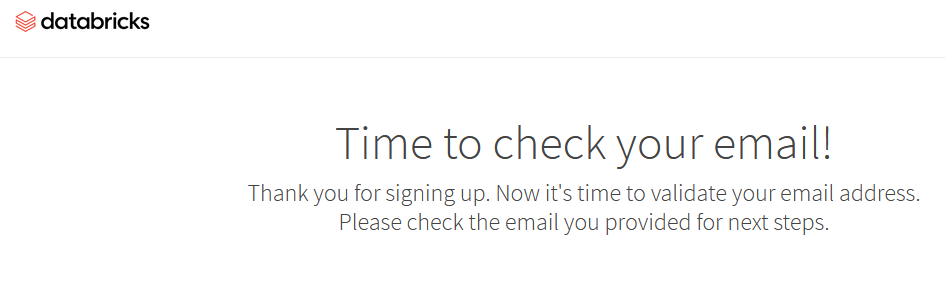 databricks
Time to check your email!
Thank you for signing up. Now it's time to validate your email address.
Please check the email you provided for next steps.